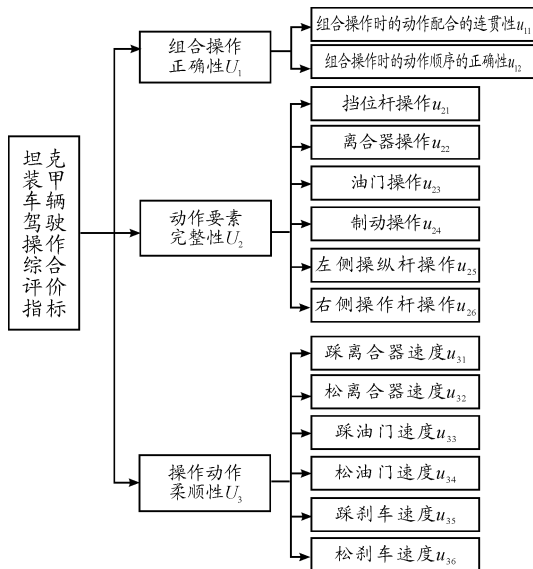 坦克
装甲
车辆
驾驶
操作
综合
评价
指标
组合操作
正确性U₁
动作要素
完整性U₂
操作动作
柔顺性U₃
组合操作时的动作配合的连贯性u₁₁
组合操作时的动作顺序的正确性u₁₂
挡位杆操作u₂₁
离合器操作u₂₂
油门操作u₂₃
制动操作u₂₄
左侧操纵杆操作u₂₅
右侧操作杆操作u₂₆
踩离合器速度u₃₁
松离合器速度u₃₂
踩油门速度u₃₃
松油门速度u₃₄
踩刹车速度u₃₅
松刹车速度u₃₆